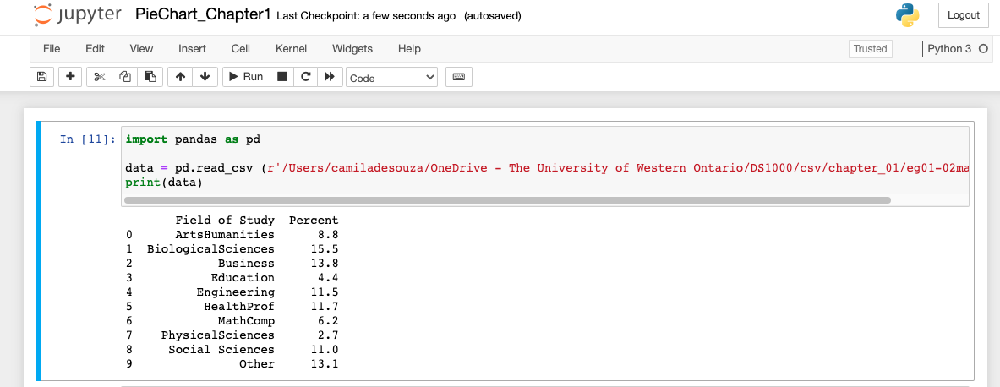 jupyter PieChart_Chapter1 Last Checkpoint: a few seconds ago (autosaved) Logout
File Edit View Insert Cell Kernel Widgets Help Trusted Python 3
Run Code
In [11]: import pandas as pd
data = pd.read_csv (r'/Users/camiladesouza/OneDrive - The University of Western Ontario/DS1000/csv/chapter_01/eg01-02ma
print(data)
Field of Study Percent
0 ArtsHumanities 8.8
1 BiologicalSciences 15.5
2 Business 13.8
3 Education 4.4
4 Engineering 11.5
5 HealthProf 11.7
6 MathComp 6.2
7 PhysicalSciences 2.7
8 Social Sciences 11.0
9 Other 13.1